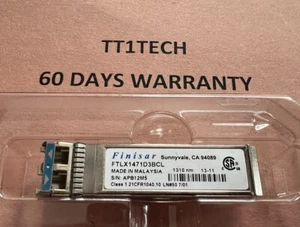 TT1TECH
60 DAYS WARRANTY
Finisar Sunnyvale, CA 94089
FTLX1471D3BCL
MADE IN MALAYSIA 1310 nm 13-11
S/N: APB12M5
Class 1 21CFR1040.10 LN#50 7/01